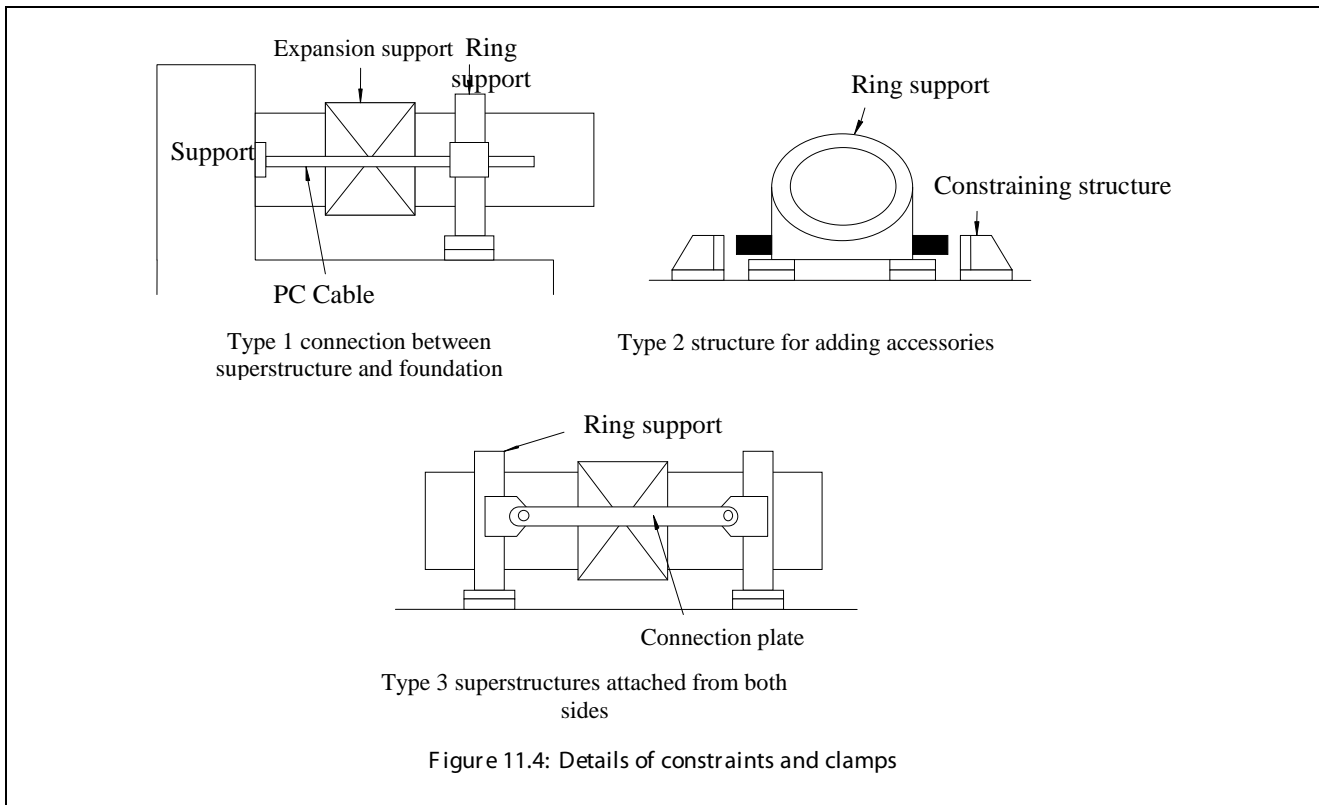 Expansion support
Ring
support
Support
PC Cable
Type 1 connection between
superstructure and foundation
Ring support
Constraining structure
Type 2 structure for adding accessories
Ring support
Connection plate
Type 3 superstructures attached from both
sides
Figure 11.4: Details of constraints and clamps